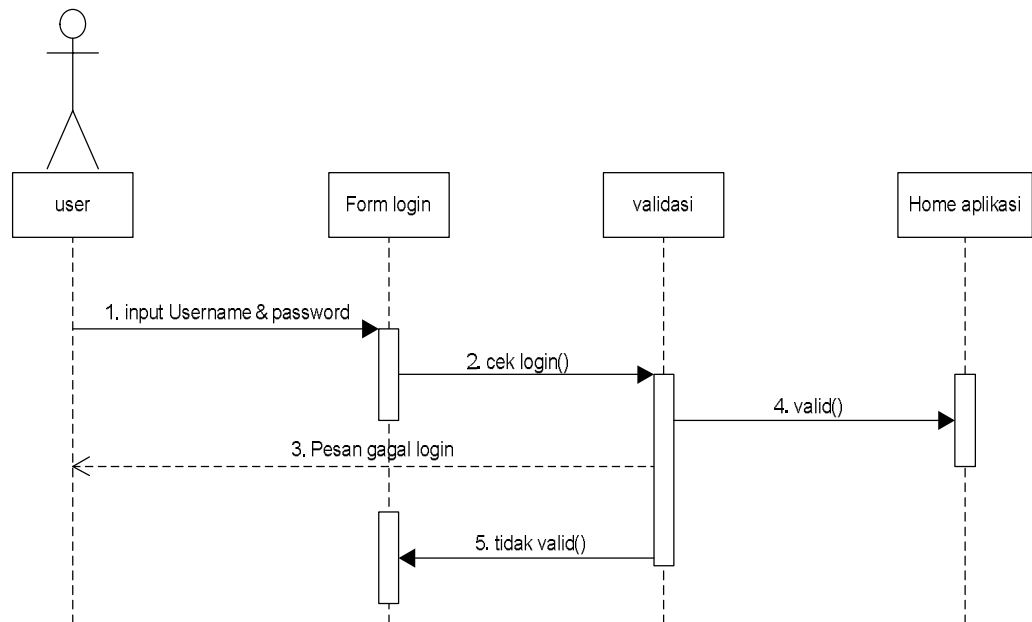 user
Form login
validasi
Home aplikasi
1. input Username & password
2. cek login()
4. valid()
3. Pesan gagal login
5. tidak valid()